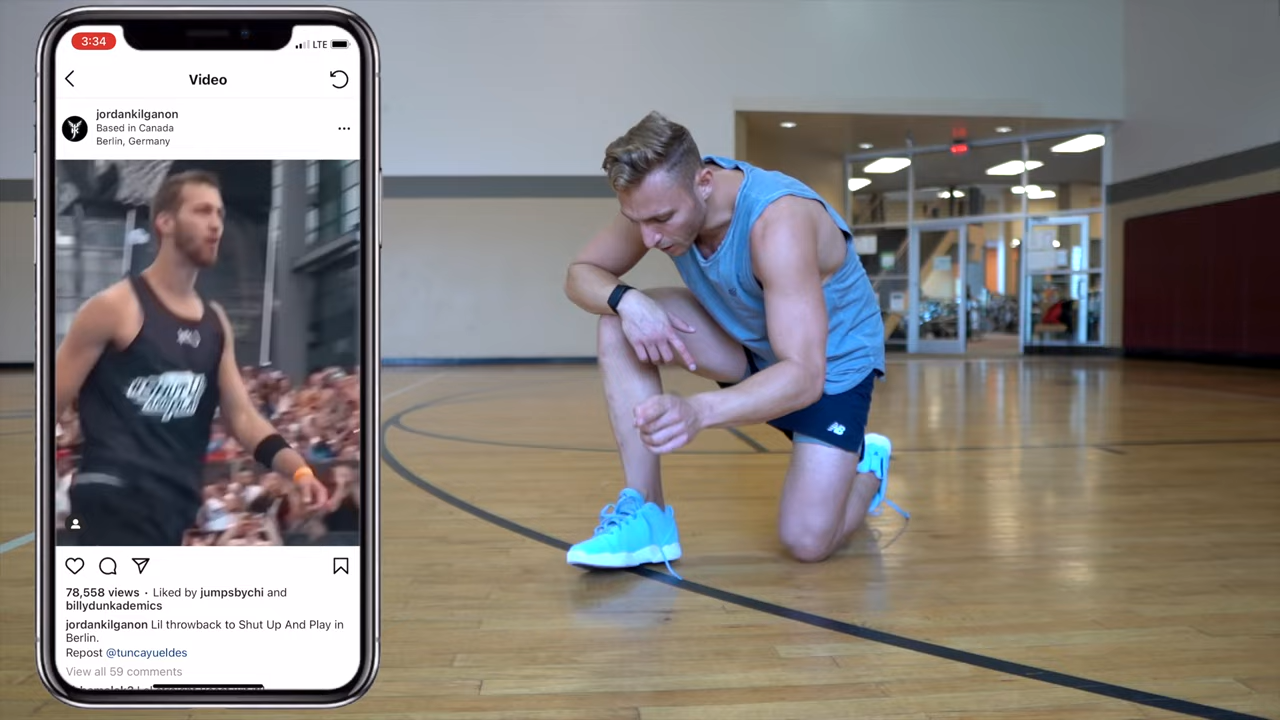 3:34
LTE
Video
jordankilganon
Based in Canada
Berlin, Germany
78,558 views · Liked by jumpsbychi and
billydunkademics
jordankilganon Lil throwback to Shut Up And Play in
Berlin.
Repost @tuncayueldes
View all 59 comments
NB